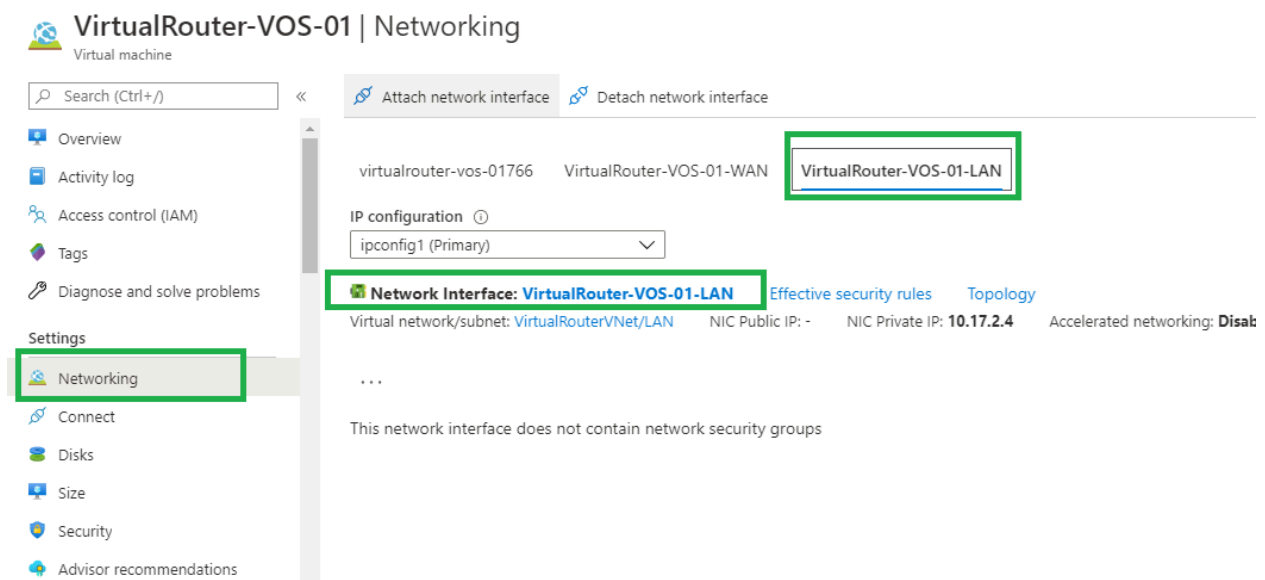 VirtualRouter-VOS-01 | Networking
Virtual machine
Search (Ctrl+/)
«
Overview
Activity log
Access control (IAM)
Tags
Diagnose and solve problems
Settings
Networking
Connect
Disks
Size
Security
Advisor recommendations
Attach network interface
Detach network interface
virtualrouter-vos-01766 VirtualRouter-VOS-01-WAN VirtualRouter-VOS-01-LAN
IP configuration
ipconfig1 (Primary)
Network Interface: VirtualRouter-VOS-01-LAN Effective security rules Topology
Virtual network/subnet: VirtualRouterVNet/LAN NIC Public IP: - NIC Private IP: 10.17.2.4 Accelerated networking: Disab
...
This network interface does not contain network security groups